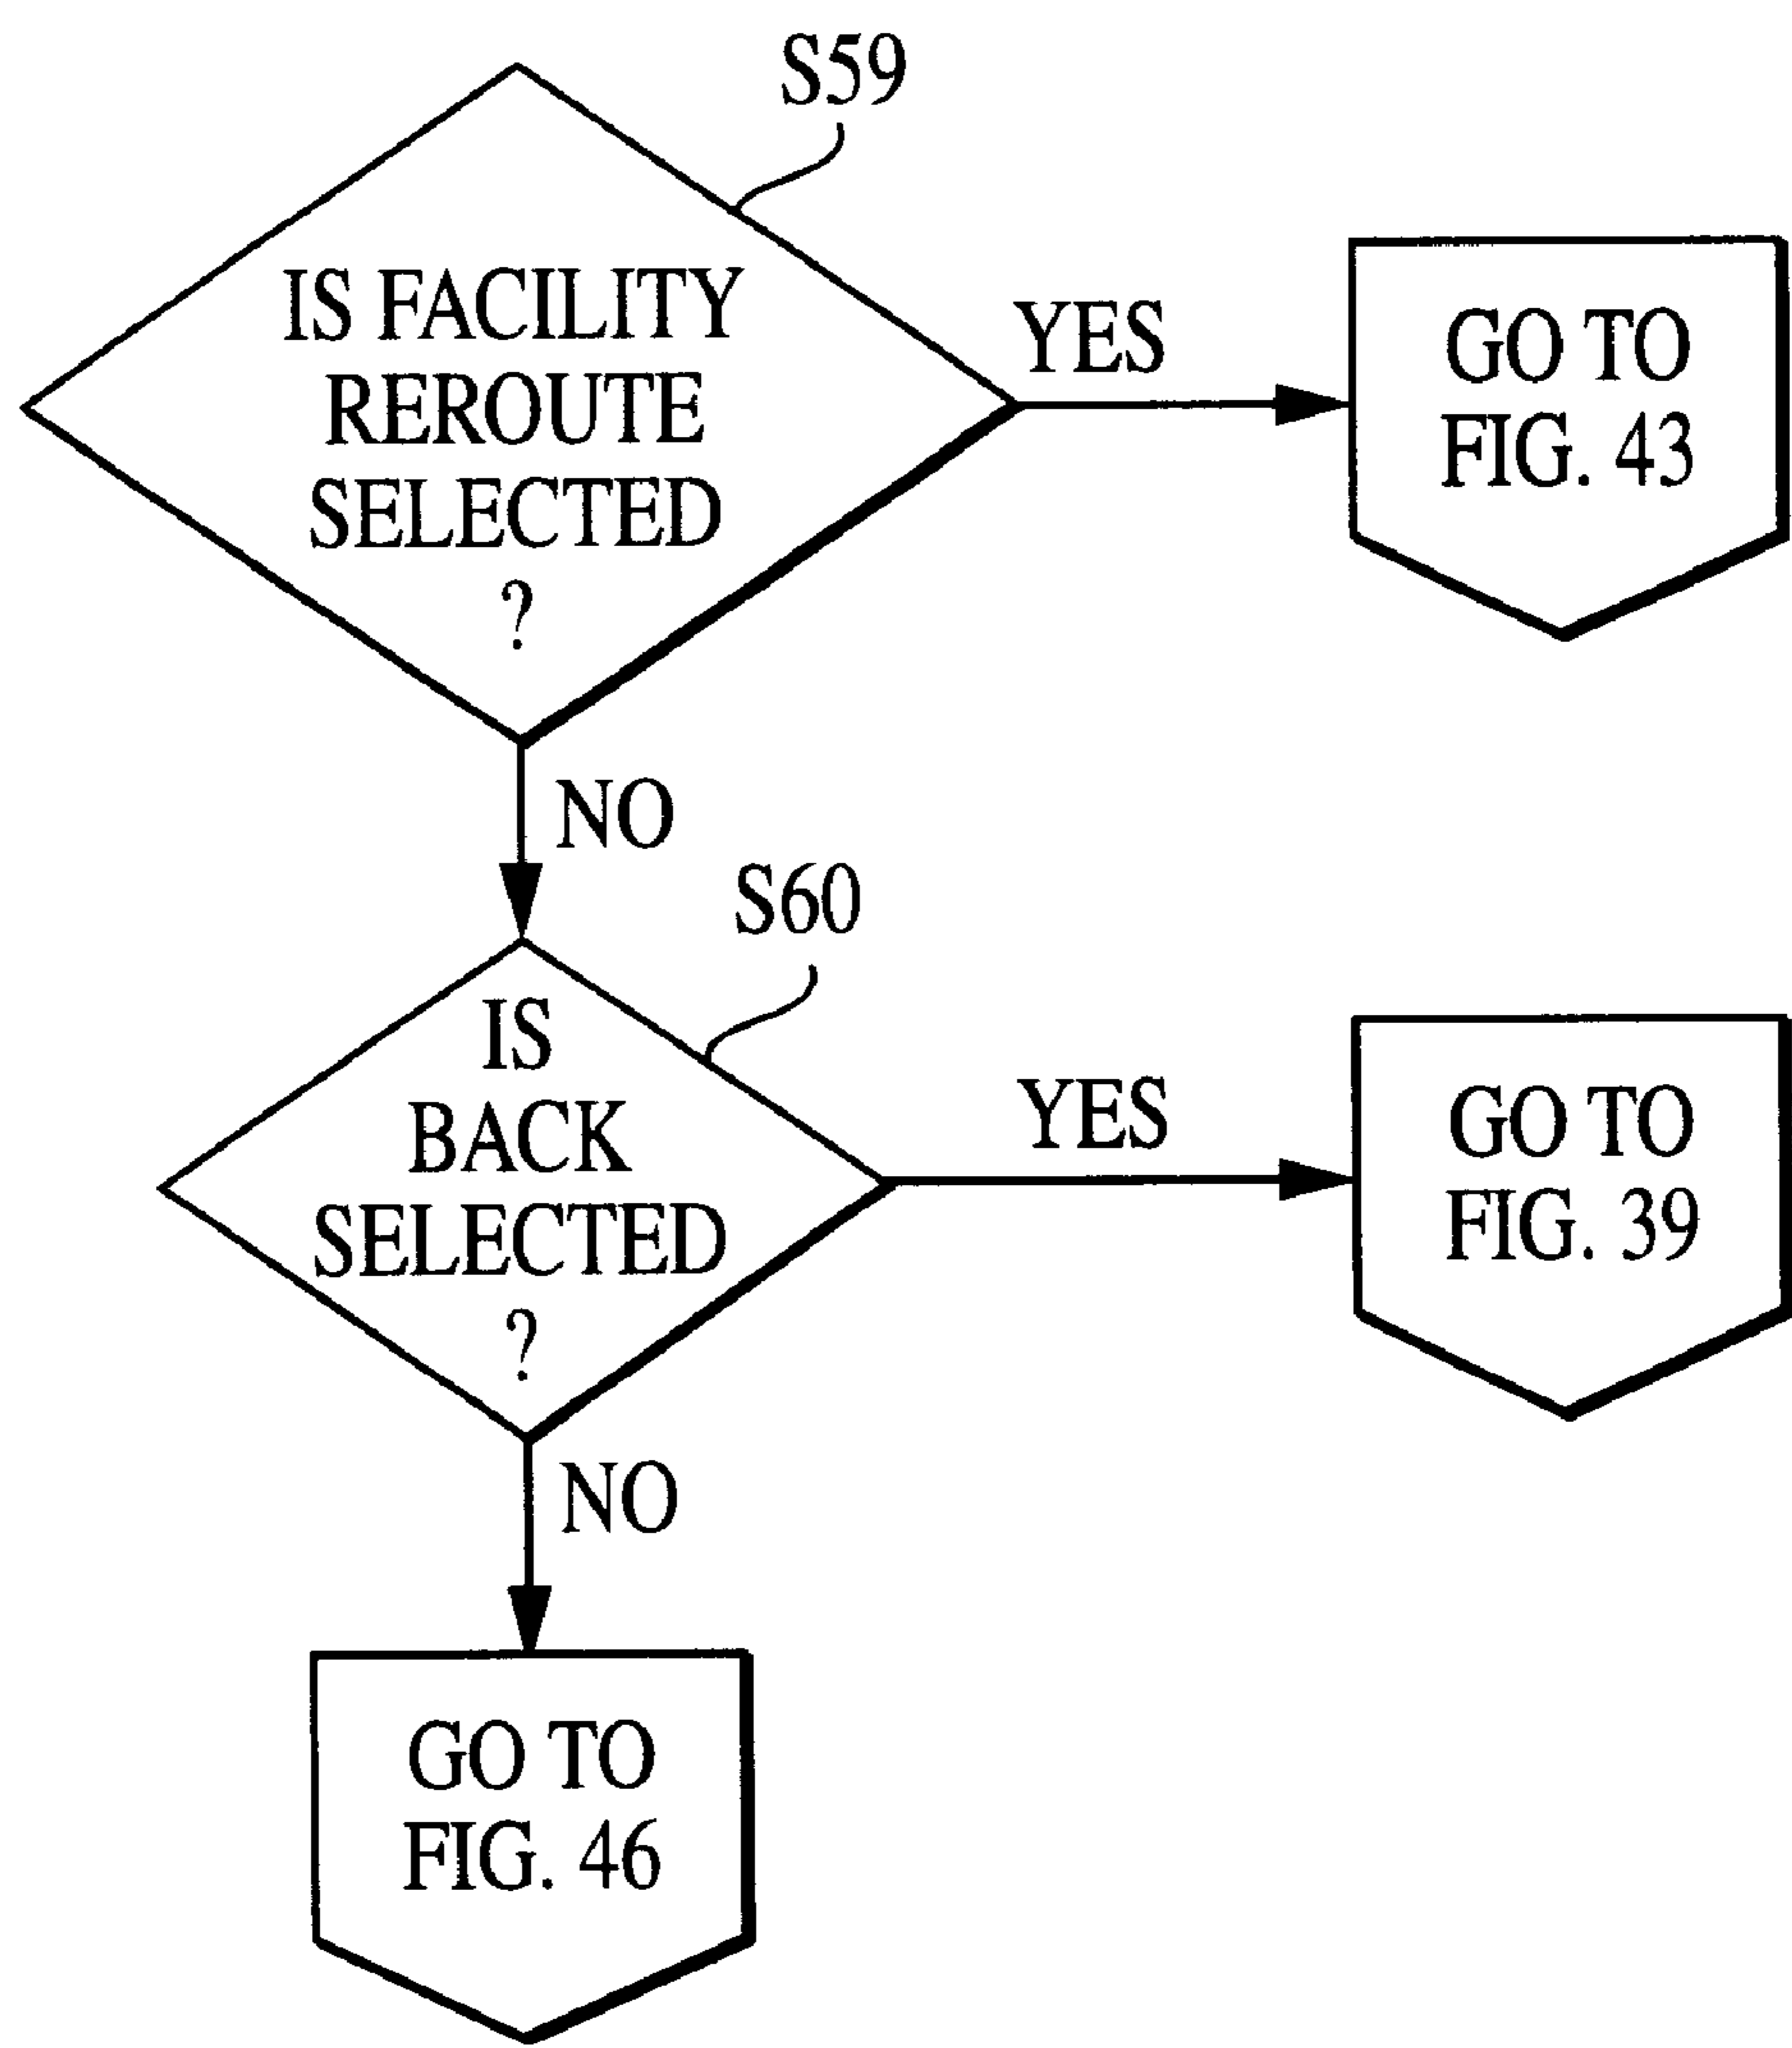 S59
IS FACILITY
REROUTE
SELECTED
?
YES
GO TO
FIG. 43
NO
S60
IS
BACK
SELECTED
?
YES
GO TO
FIG. 39
NO
GO TO
FIG. 46